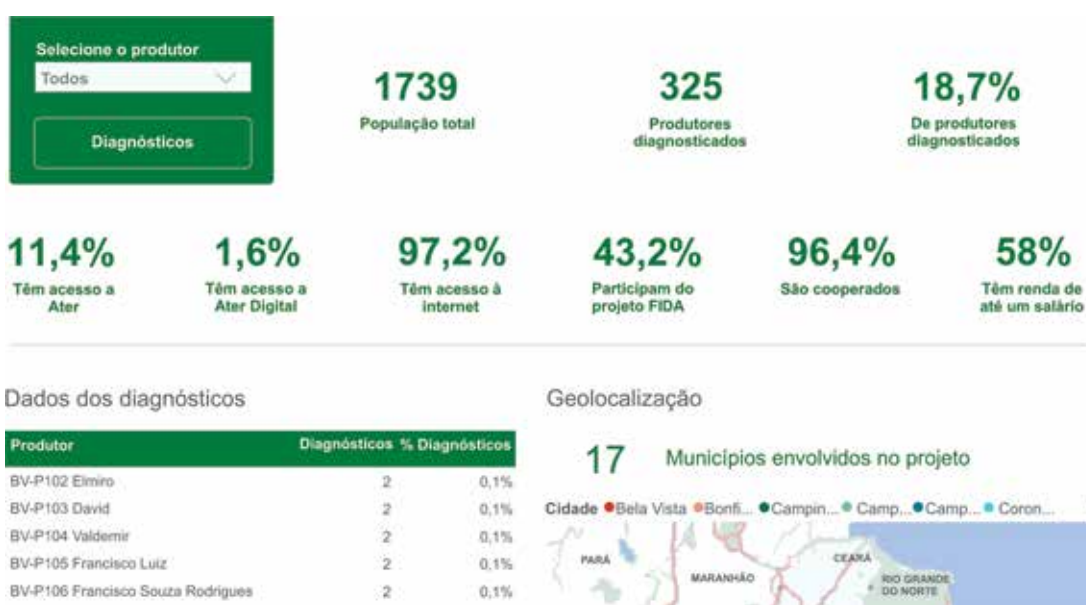 Selecione o produtor
Todos
Diagnósticos
1739
População total
325
Produtores
diagnosticados
18,7%
De produtores
diagnosticados
11,4%
Têm acesso a
Ater
1,6%
Têm acesso a
Ater Digital
97,2%
Têm acesso à
internet
43,2%
Participam do
projeto FIDA
96,4%
São cooperados
58%
Têm renda de
até um salário
Dados dos diagnósticos
Produtor Diagnósticos % Diagnósticos
BV-P102 Elmiro 2 0,1%
BV-P103 David 2 0,1%
BV-P104 Valdemir 2 0,1%
BV-P105 Francisco Luiz 2 0,1%
BV-P106 Francisco Souza Rodrigues 2 0,1%
Geolocalização
17 Municípios envolvidos no projeto
Cidade Bela Vista Bonfi... Campin... Camp... Camp... Coron...
PARÁ
MARANHÃO
CEARÁ
RIO GRANDE
DO NORTE